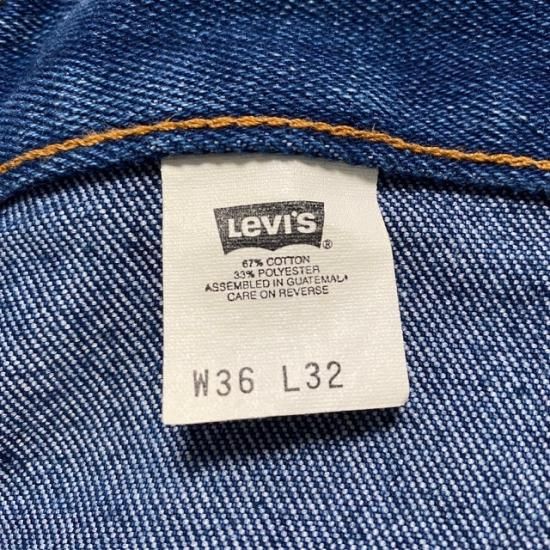 Levi's
®
67% COTTON
33% POLYESTER
ASSEMBLED IN GUATEMALA
CARE ON REVERSE
W36 L32